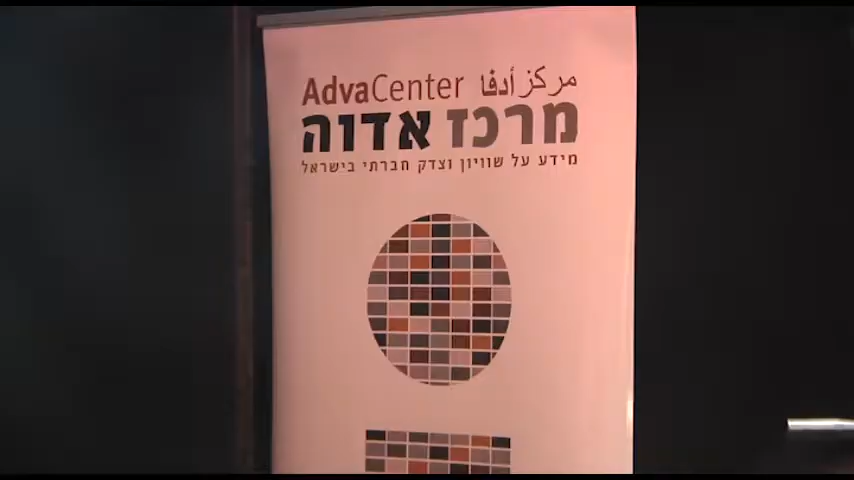 AdvaCenter مركز أدفا
מרכז אדוה
מידע על שוויון וצדק חברתי בישראל